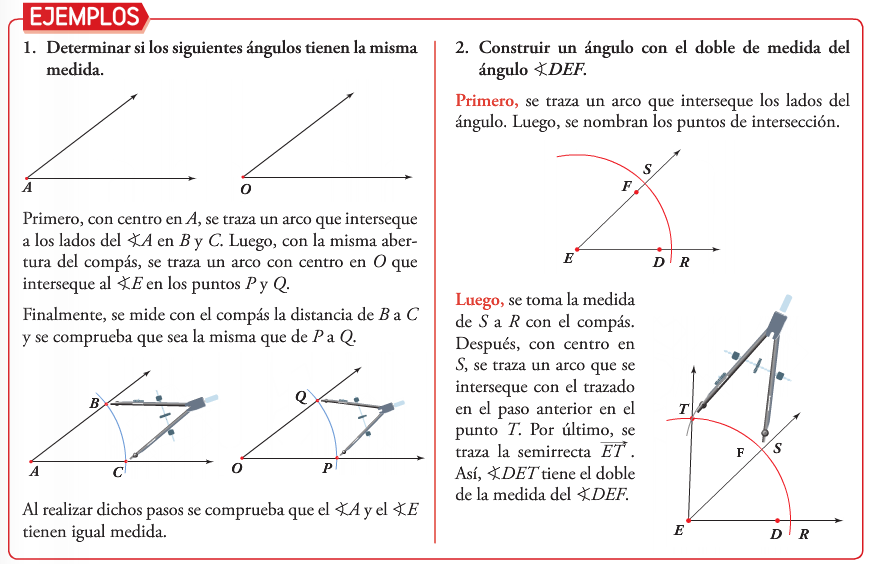 EJEMPLOS
1. Determinar si los siguientes ángulos tienen la misma
medida.
A
O
Primero, con centro en A, se traza un arco que interseque
a los lados del ∢A en B y C. Luego, con la misma aber-
tura del compás, se traza un arco con centro en O que
interseque al ∢E en los puntos P y Q.
Finalmente, se mide con el compás la distancia de B a C
y se comprueba que sea la misma que de P a Q.
B
A
C
Q
O
P
Al realizar dichos pasos se comprueba que el ∢A y el ∢E
tienen igual medida.
2. Construir un ángulo con el doble de medida del
ángulo ∢DEF.
Primero, se traza un arco que interseque los lados del
ángulo. Luego, se nombran los puntos de intersección.
S
F
E
D R
Luego, se toma la medida
de S a R con el compás.
Después, con centro en
S, se traza un arco que se
interseque con el trazado
en el paso anterior en el
punto T. Por último, se
traza la semirrecta ET.
Así, ∢DET tiene el doble
de la medida del ∢DEF.
T
F S
E
D R